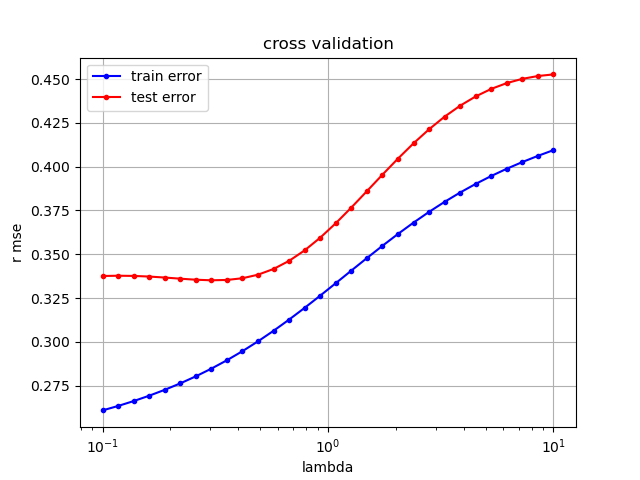 cross validation
train error
test error
0.450
0.425
0.400
0.375
0.350
0.325
0.300
0.275
r mse
10⁻¹
10⁰
10¹
lambda